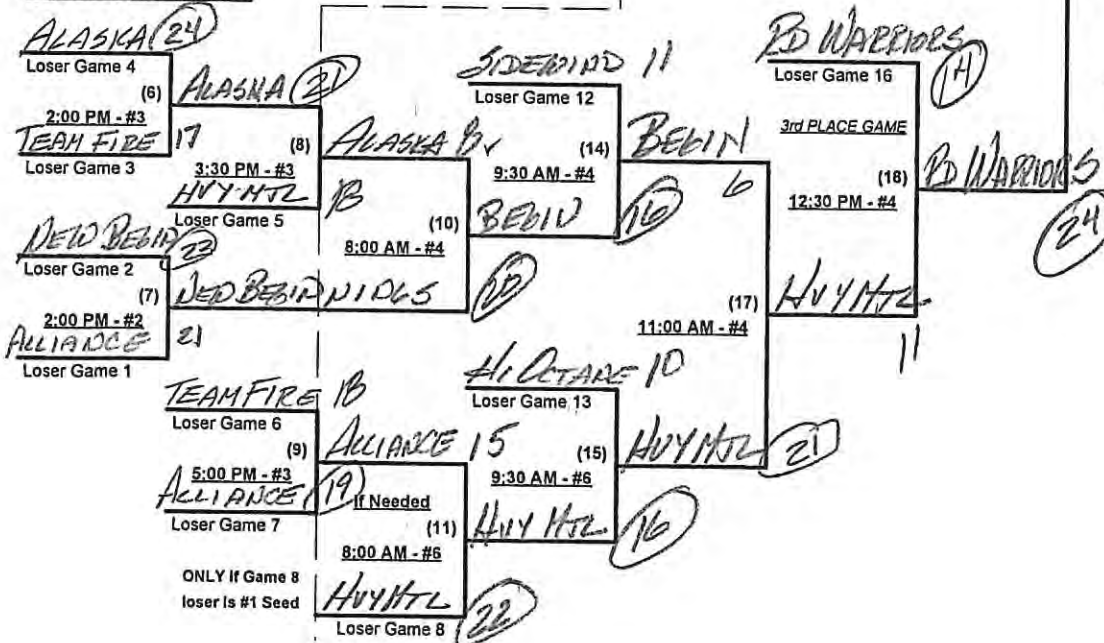 ALASKA 24
Loser Game 4
(6)
2:00 PM - #3
TEAM FIRE 17
Loser Game 3
ALASKA 21
(8)
3:30 PM - #3
HVY MTL 18
Loser Game 5
NEW BEGIN 23
Loser Game 2
(7)
2:00 PM - #2
ALLIANCE 21
Loser Game 1
ALASKA
(10)
8:00 AM - #4
NEW BEGINNINGS
TEAM FIRE 18
Loser Game 6
(9)
5:00 PM - #3
ALLIANCE 19
Loser Game 7
ALLIANCE 15
If Needed
(11)
8:00 AM - #6
ONLY If Game 8
loser Is #1 Seed
HVY MTL 22
Loser Game 8
SIDEWIND 11
Loser Game 12
(14)
9:30 AM - #4
BEGIN 16
HI OCTANE 10
Loser Game 13
(15)
9:30 AM - #6
HVY MTL 16
BEGIN 6
(17)
11:00 AM - #4
HVY MTL 21
RD WARRIORS 14
Loser Game 16
3rd PLACE GAME
(18)
12:30 PM - #4
HVY MTL 11
RD WARRIORS 24